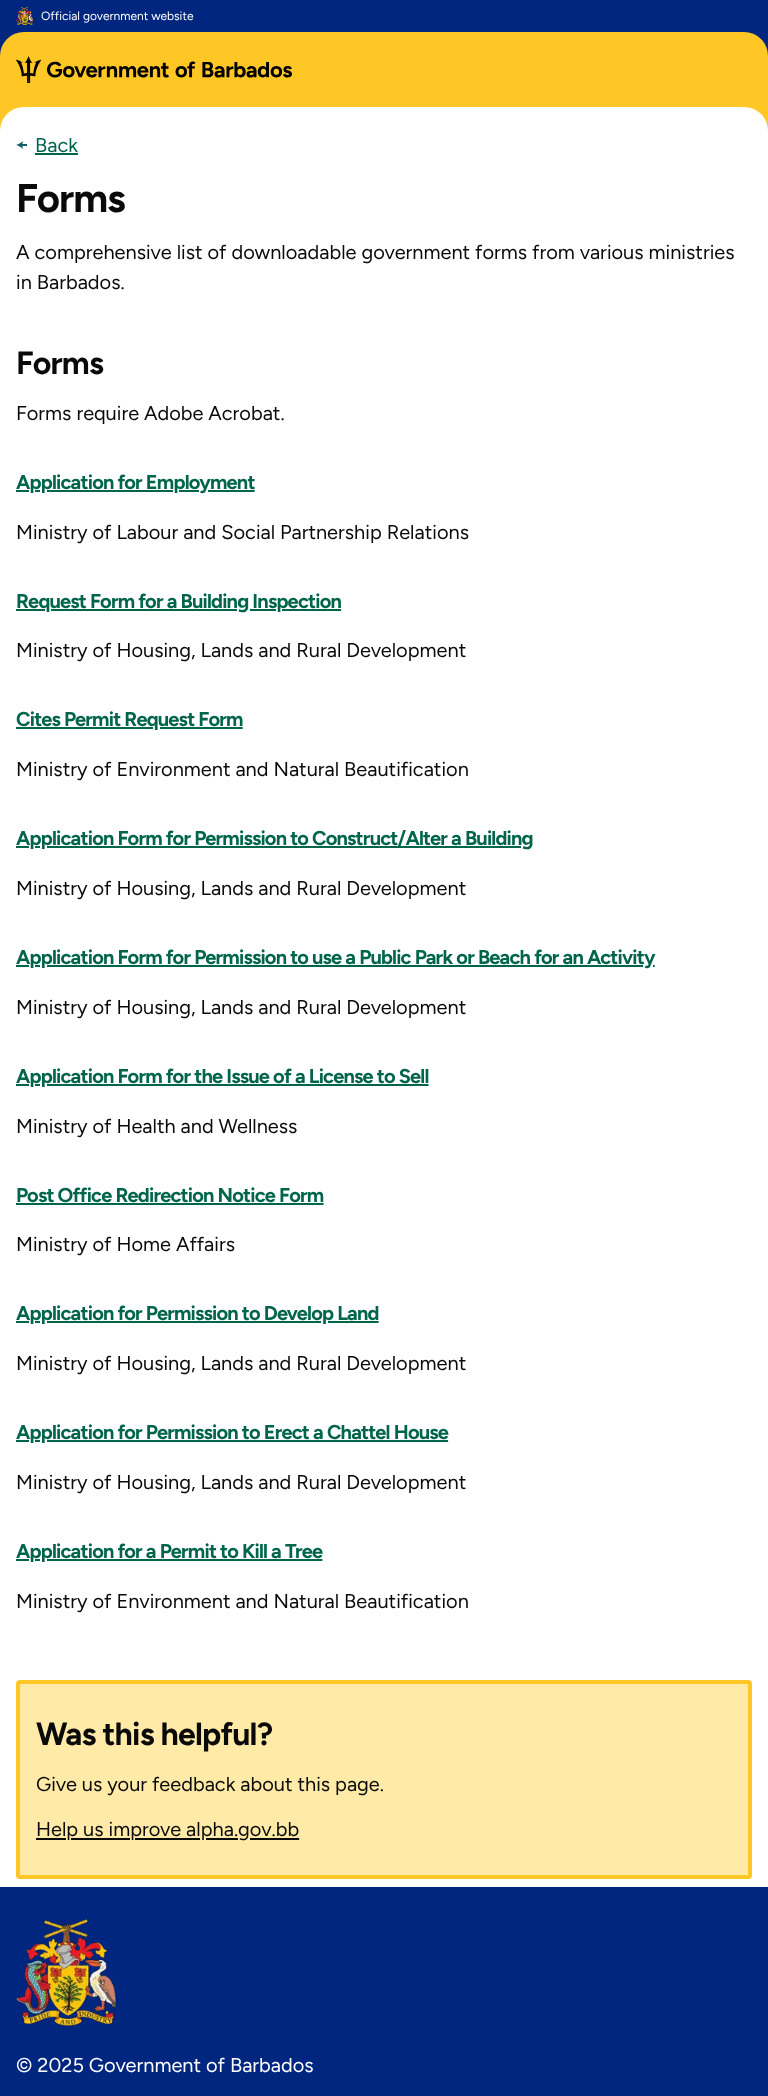 Official government website
Government of Barbados
Back
Forms
A comprehensive list of downloadable government forms from various ministries
in Barbados.
Forms
Forms require Adobe Acrobat.
Application for Employment
Ministry of Labour and Social Partnership Relations
Request Form for a Building Inspection
Ministry of Housing, Lands and Rural Development
Cites Permit Request Form
Ministry of Environment and Natural Beautification
Application Form for Permission to Construct/Alter a Building
Ministry of Housing, Lands and Rural Development
Application Form for Permission to use a Public Park or Beach for an Activity
Ministry of Housing, Lands and Rural Development
Application Form for the Issue of a License to Sell
Ministry of Health and Wellness
Post Office Redirection Notice Form
Ministry of Home Affairs
Application for Permission to Develop Land
Ministry of Housing, Lands and Rural Development
Application for Permission to Erect a Chattel House
Ministry of Housing, Lands and Rural Development
Application for a Permit to Kill a Tree
Ministry of Environment and Natural Beautification
Was this helpful?
Give us your feedback about this page.
Help us improve alpha.gov.bb
PRIDE AND INDUSTRY
© 2025 Government of Barbados